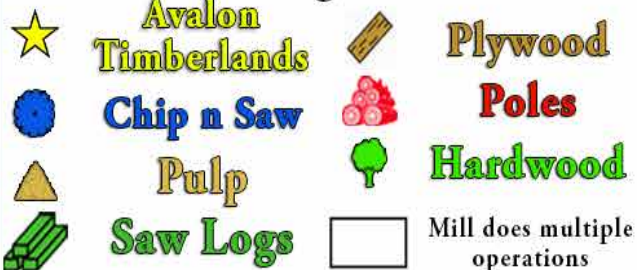 Avalon
Timberlands
Chip n Saw
Pulp
Saw Logs
Plywood
Poles
Hardwood
Mill does multiple
operations